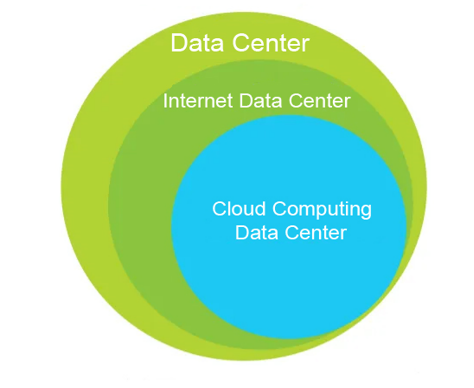 Data Center
Internet Data Center
Cloud Computing
Data Center